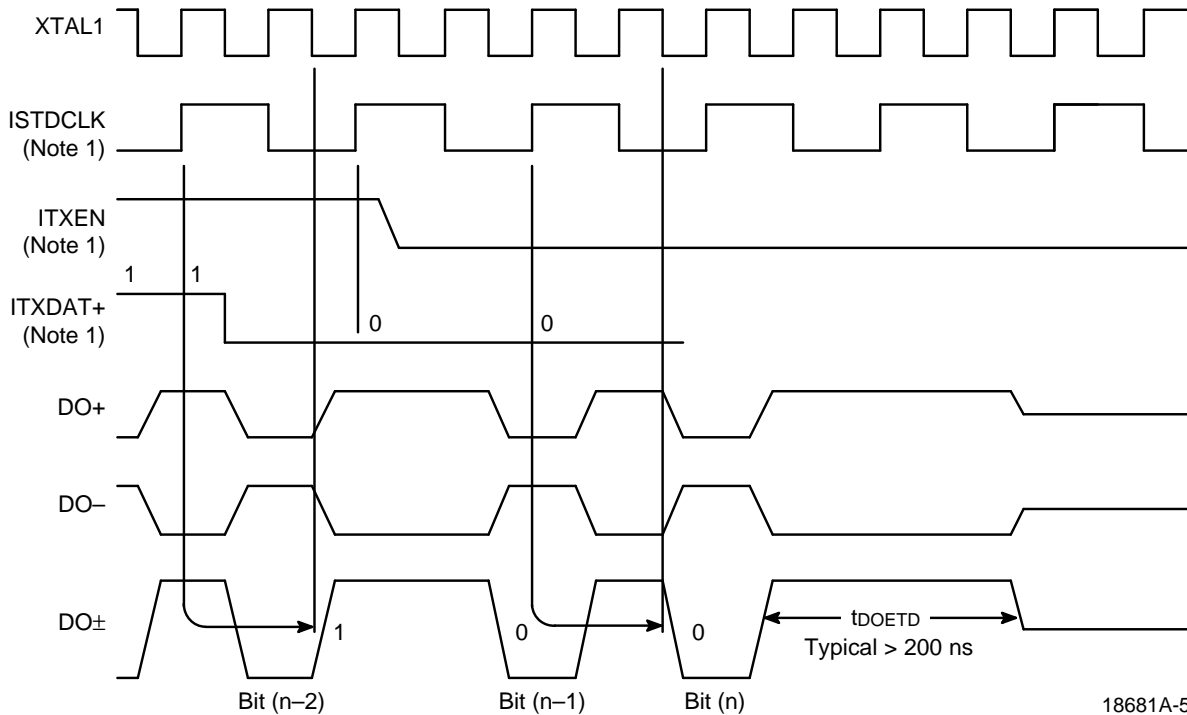 XTAL1
ISTDCLK
(Note 1)
ITXEN
(Note 1)
1 1
ITXDAT+
(Note 1)
0 0
DO+
DO–
DO±
1 0 0
tDOETD
Typical > 200 ns
Bit (n–2) Bit (n–1) Bit (n)
18681A-5